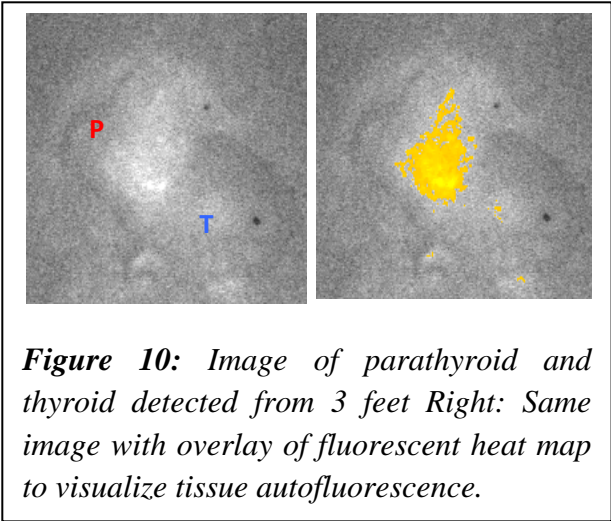 P
T
Figure 10: Image of parathyroid and
thyroid detected from 3 feet Right: Same
image with overlay of fluorescent heat map
to visualize tissue autofluorescence.